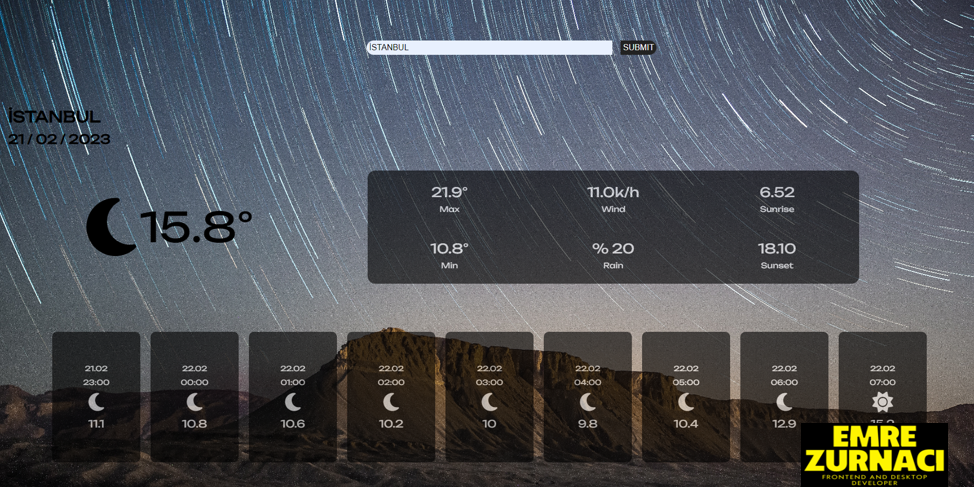 İSTANBUL
SUBMIT
İSTANBUL
21 / 02 / 2023
15.8°
21.9°
Max
11.0k/h
Wind
6.52
Sunrise
10.8°
Min
% 20
Rain
18.10
Sunset
21.02
23:00
11.1
22.02
00:00
10.8
22.02
01:00
10.6
22.02
02:00
10.2
22.02
03:00
10
22.02
04:00
9.8
22.02
05:00
10.4
22.02
06:00
12.9
22.02
07:00
EMRE
ZURNACI
FRONTEND AND DESKTOP
DEVELOPER